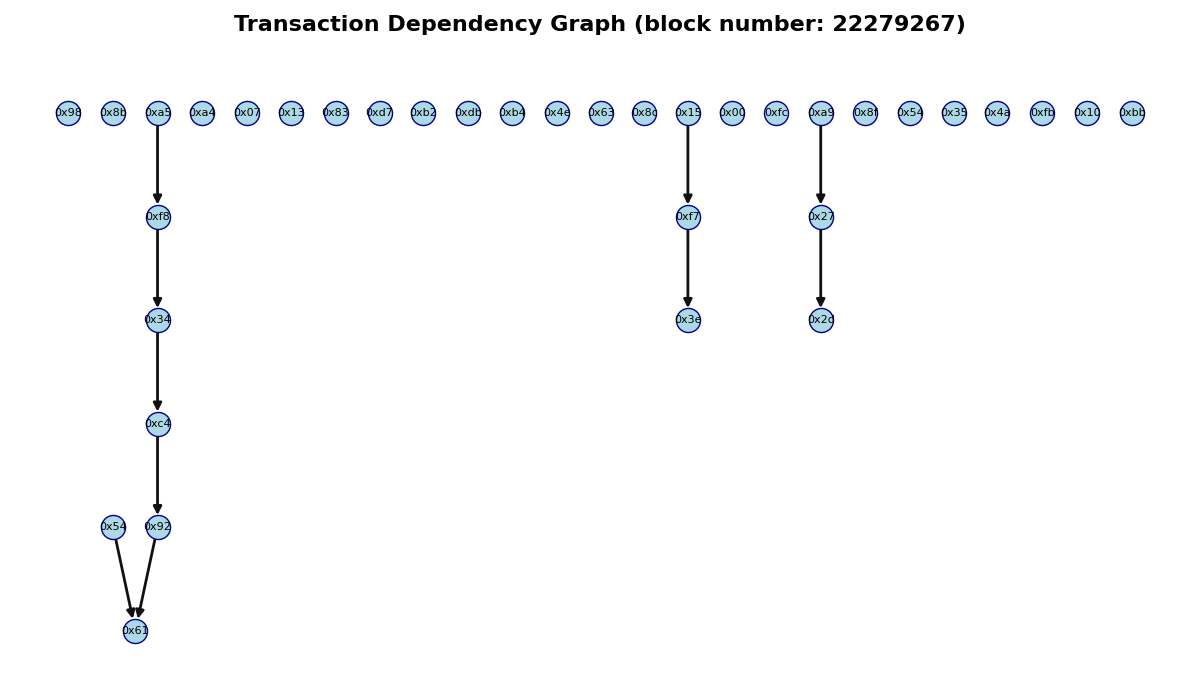 Transaction Dependency Graph (block number: 22279267)
0x98 0x8b 0xa5 0xa4 0x07 0x13 0x83 0xd7 0xb2 0xdb 0xb4 0x4e 0x63 0x8c 0x15 0x00 0xfc 0xa9 0x8f 0x54 0x35 0x4a 0xfb 0x10 0xbb
0xf8 0xf7 0x27
0x34 0x3e 0x2d
0xc4
0x54 0x92
0x61